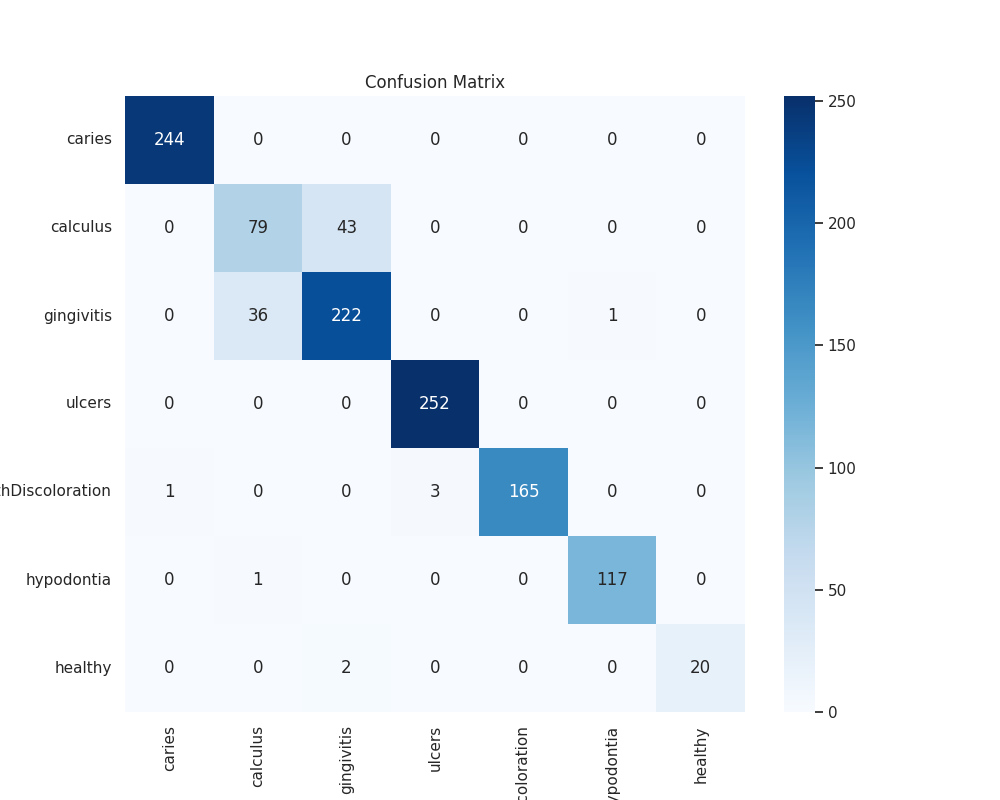 Confusion Matrix
caries 244 0 0 0 0 0 0
calculus 0 79 43 0 0 0 0
gingivitis 0 36 222 0 0 1 0
ulcers 0 0 0 252 0 0 0
hDiscoloration 1 0 0 3 165 0 0
hypodontia 0 1 0 0 0 117 0
healthy 0 0 2 0 0 0 20
caries calculus gingivitis ulcers coloration ypodontia healthy
250
200
150
100
50
0